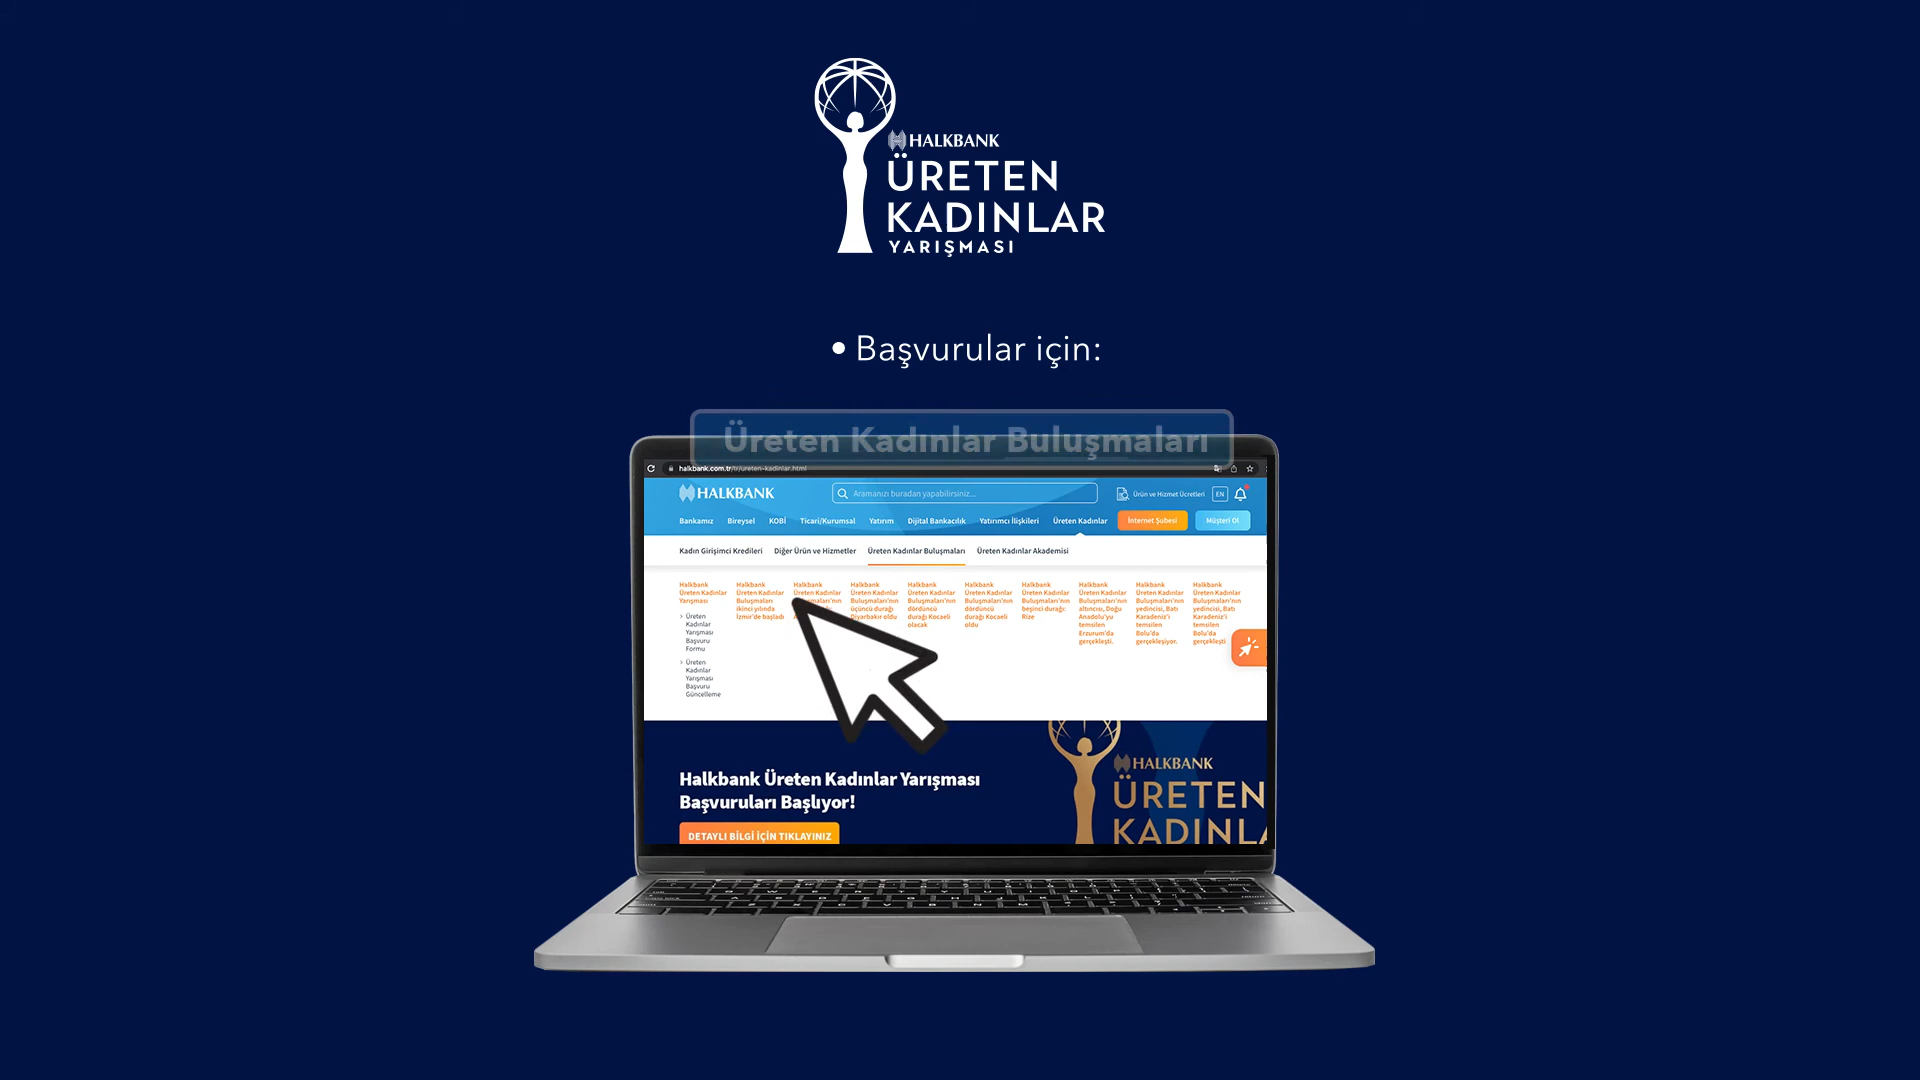 HALKBANK
ÜRETEN
KADINLAR
YARIŞMASI
• Başvurular için:
Üreten Kadınlar Buluşmaları
halkbank.com.tr/tr/ureten-kadinlar.html
HALKBANK
Aramanızı buradan yapabilirsiniz...
Ürün ve Hizmet Ücretleri
EN
Bankamız Bireysel KOBİ Ticari/Kurumsal Yatırım Dijital Bankacılık Yatırımcı İlişkileri Üreten Kadınlar İnternet Şubesi Müşteri Ol
Kadın Girişimci Kredileri Diğer Ürün ve Hizmetler Üreten Kadınlar Buluşmaları Üreten Kadınlar Akademisi
Halkbank
Üreten Kadınlar
Yarışması
> Üreten
Kadınlar
Yarışması
Başvuru
Formu
> Üreten
Kadınlar
Yarışması
Başvuru
Güncelleme
Halkbank
Üreten Kadınlar
Buluşmaları
ikinci yılında
İzmir'de başladı
Halkbank
Üreten Kadınlar
Halkbank
Üreten Kadınlar
Buluşmaları'nın
üçüncü durağı
Diyarbakır oldu
Halkbank
Üreten Kadınlar
Buluşmaları'nın
dördüncü
durağı Kocaeli
olacak
Halkbank
Üreten Kadınlar
Buluşmaları'nın
dördüncü
durağı Kocaeli
oldu
Halkbank
Üreten Kadınlar
Buluşmaları'nın
beşinci durağı:
Rize
Halkbank
Üreten Kadınlar
Buluşmaları'nın
altıncısı, Doğu
Anadolu'yu
temsilen
Erzurum'da
gerçekleşti.
Halkbank
Üreten Kadınlar
Buluşmaları'nın
yedincisi, Batı
Karadeniz'i
temsilen
Bolu'da
gerçekleşiyor.
Halkbank
Üreten Kadınlar
Buluşmaları'nın
yedincisi, Batı
Karadeniz'i
temsilen
Bolu'da
gerçekleşti
Halkbank Üreten Kadınlar Yarışması
Başvuruları Başlıyor!
DETAYLI BİLGİ İÇİN TIKLAYINIZ
HALKBANK
ÜRETEN
KADINLA